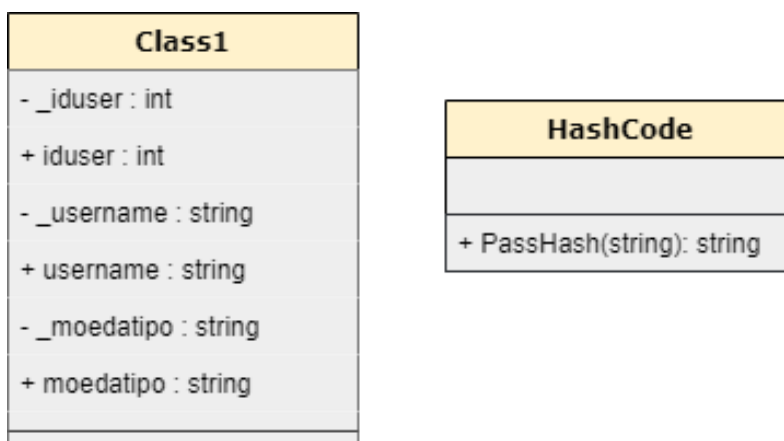 Class1
- _iduser : int
+ iduser : int
- _username : string
+ username : string
- _moedatipo : string
+ moedatipo : string
HashCode
+ PassHash(string): string